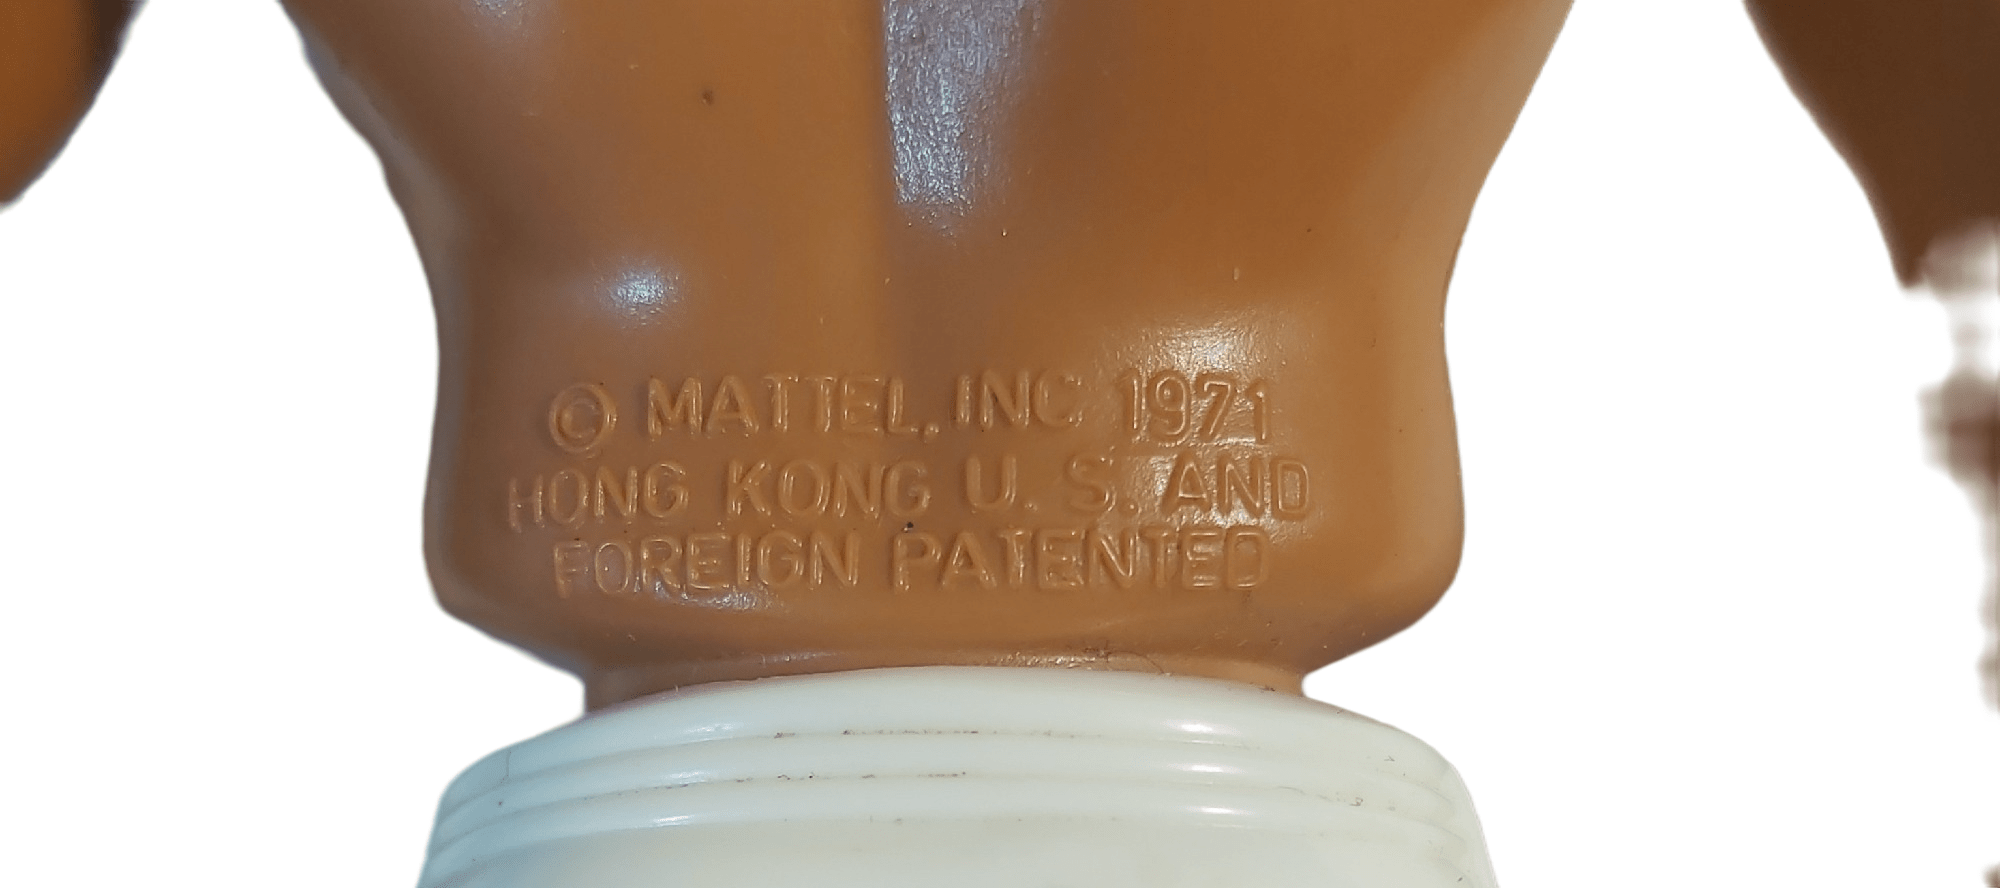 © MATTEL, INC 1971
HONG KONG U. S. AND
FOREIGN PATENTED